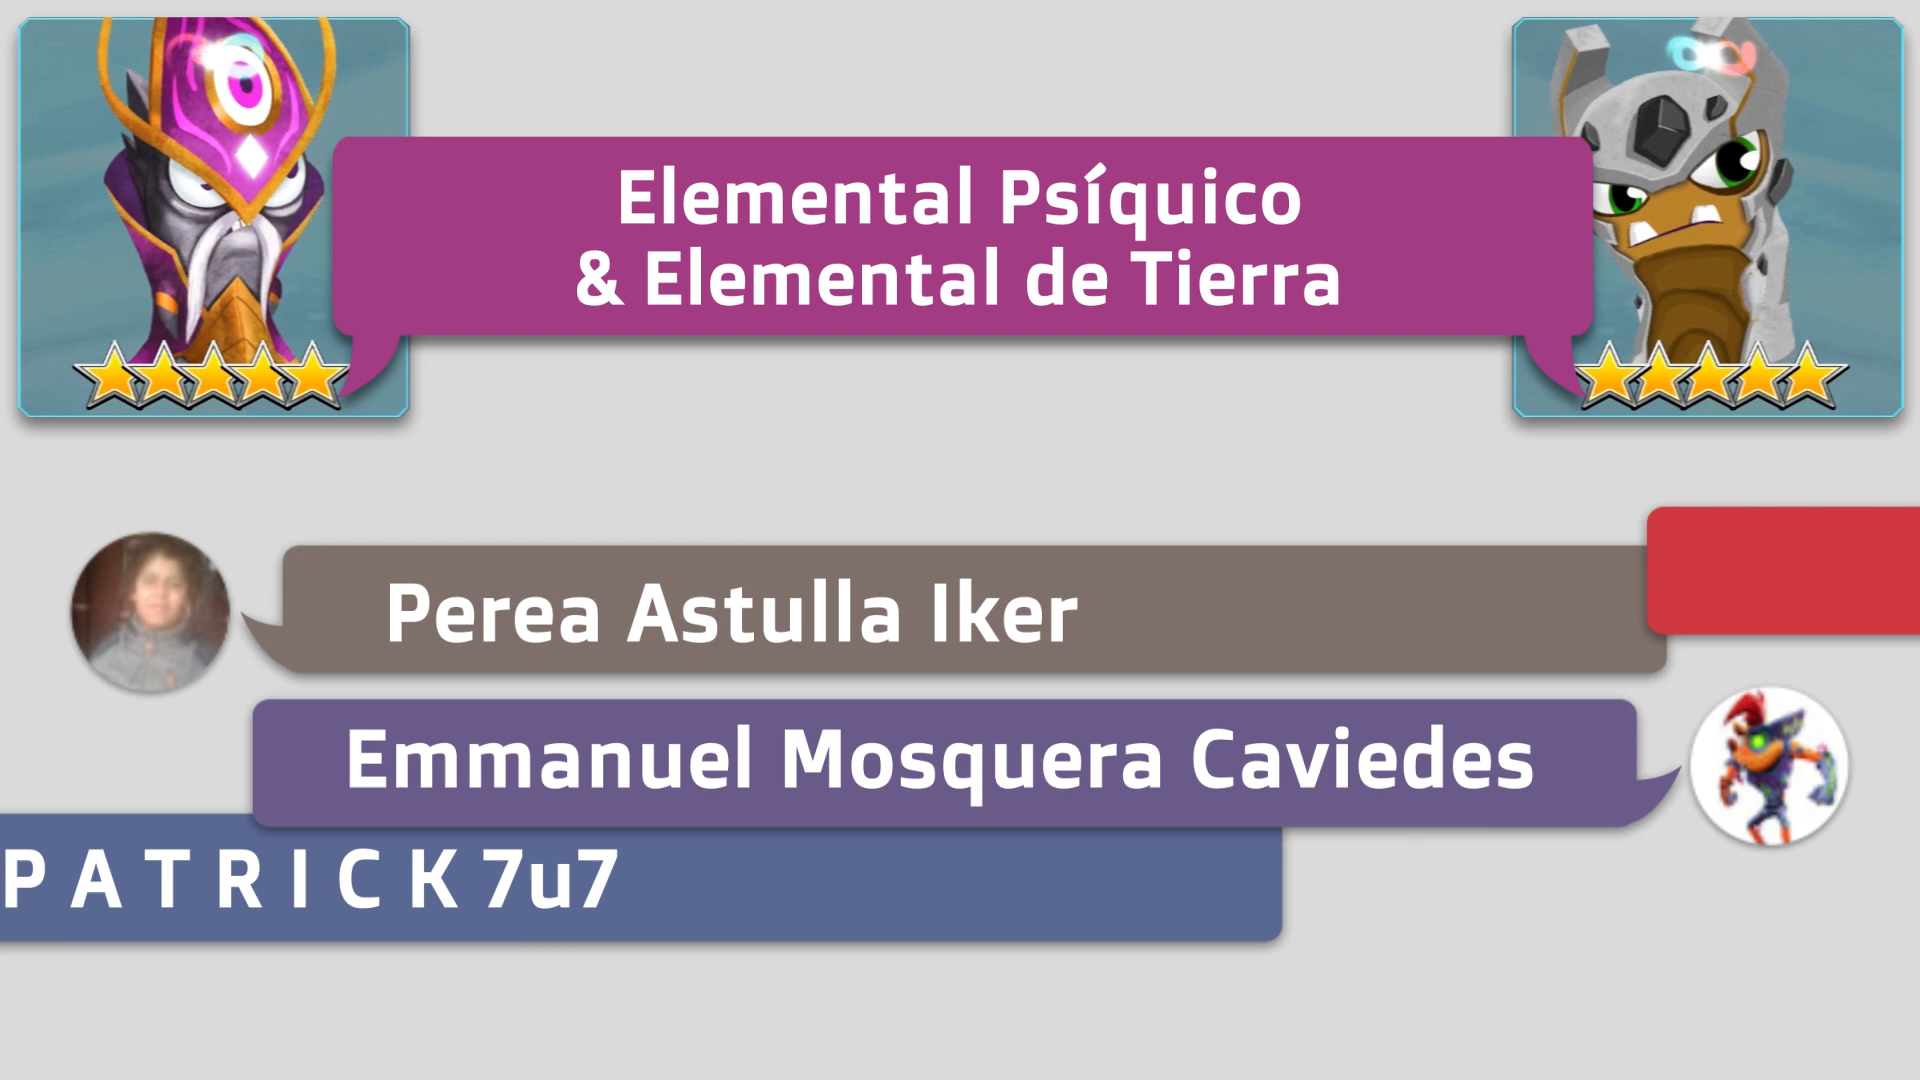 Elemental Psíquico
& Elemental de Tierra
Perea Astulla Iker
Emmanuel Mosquera Caviedes
P A T R I C K 7u7